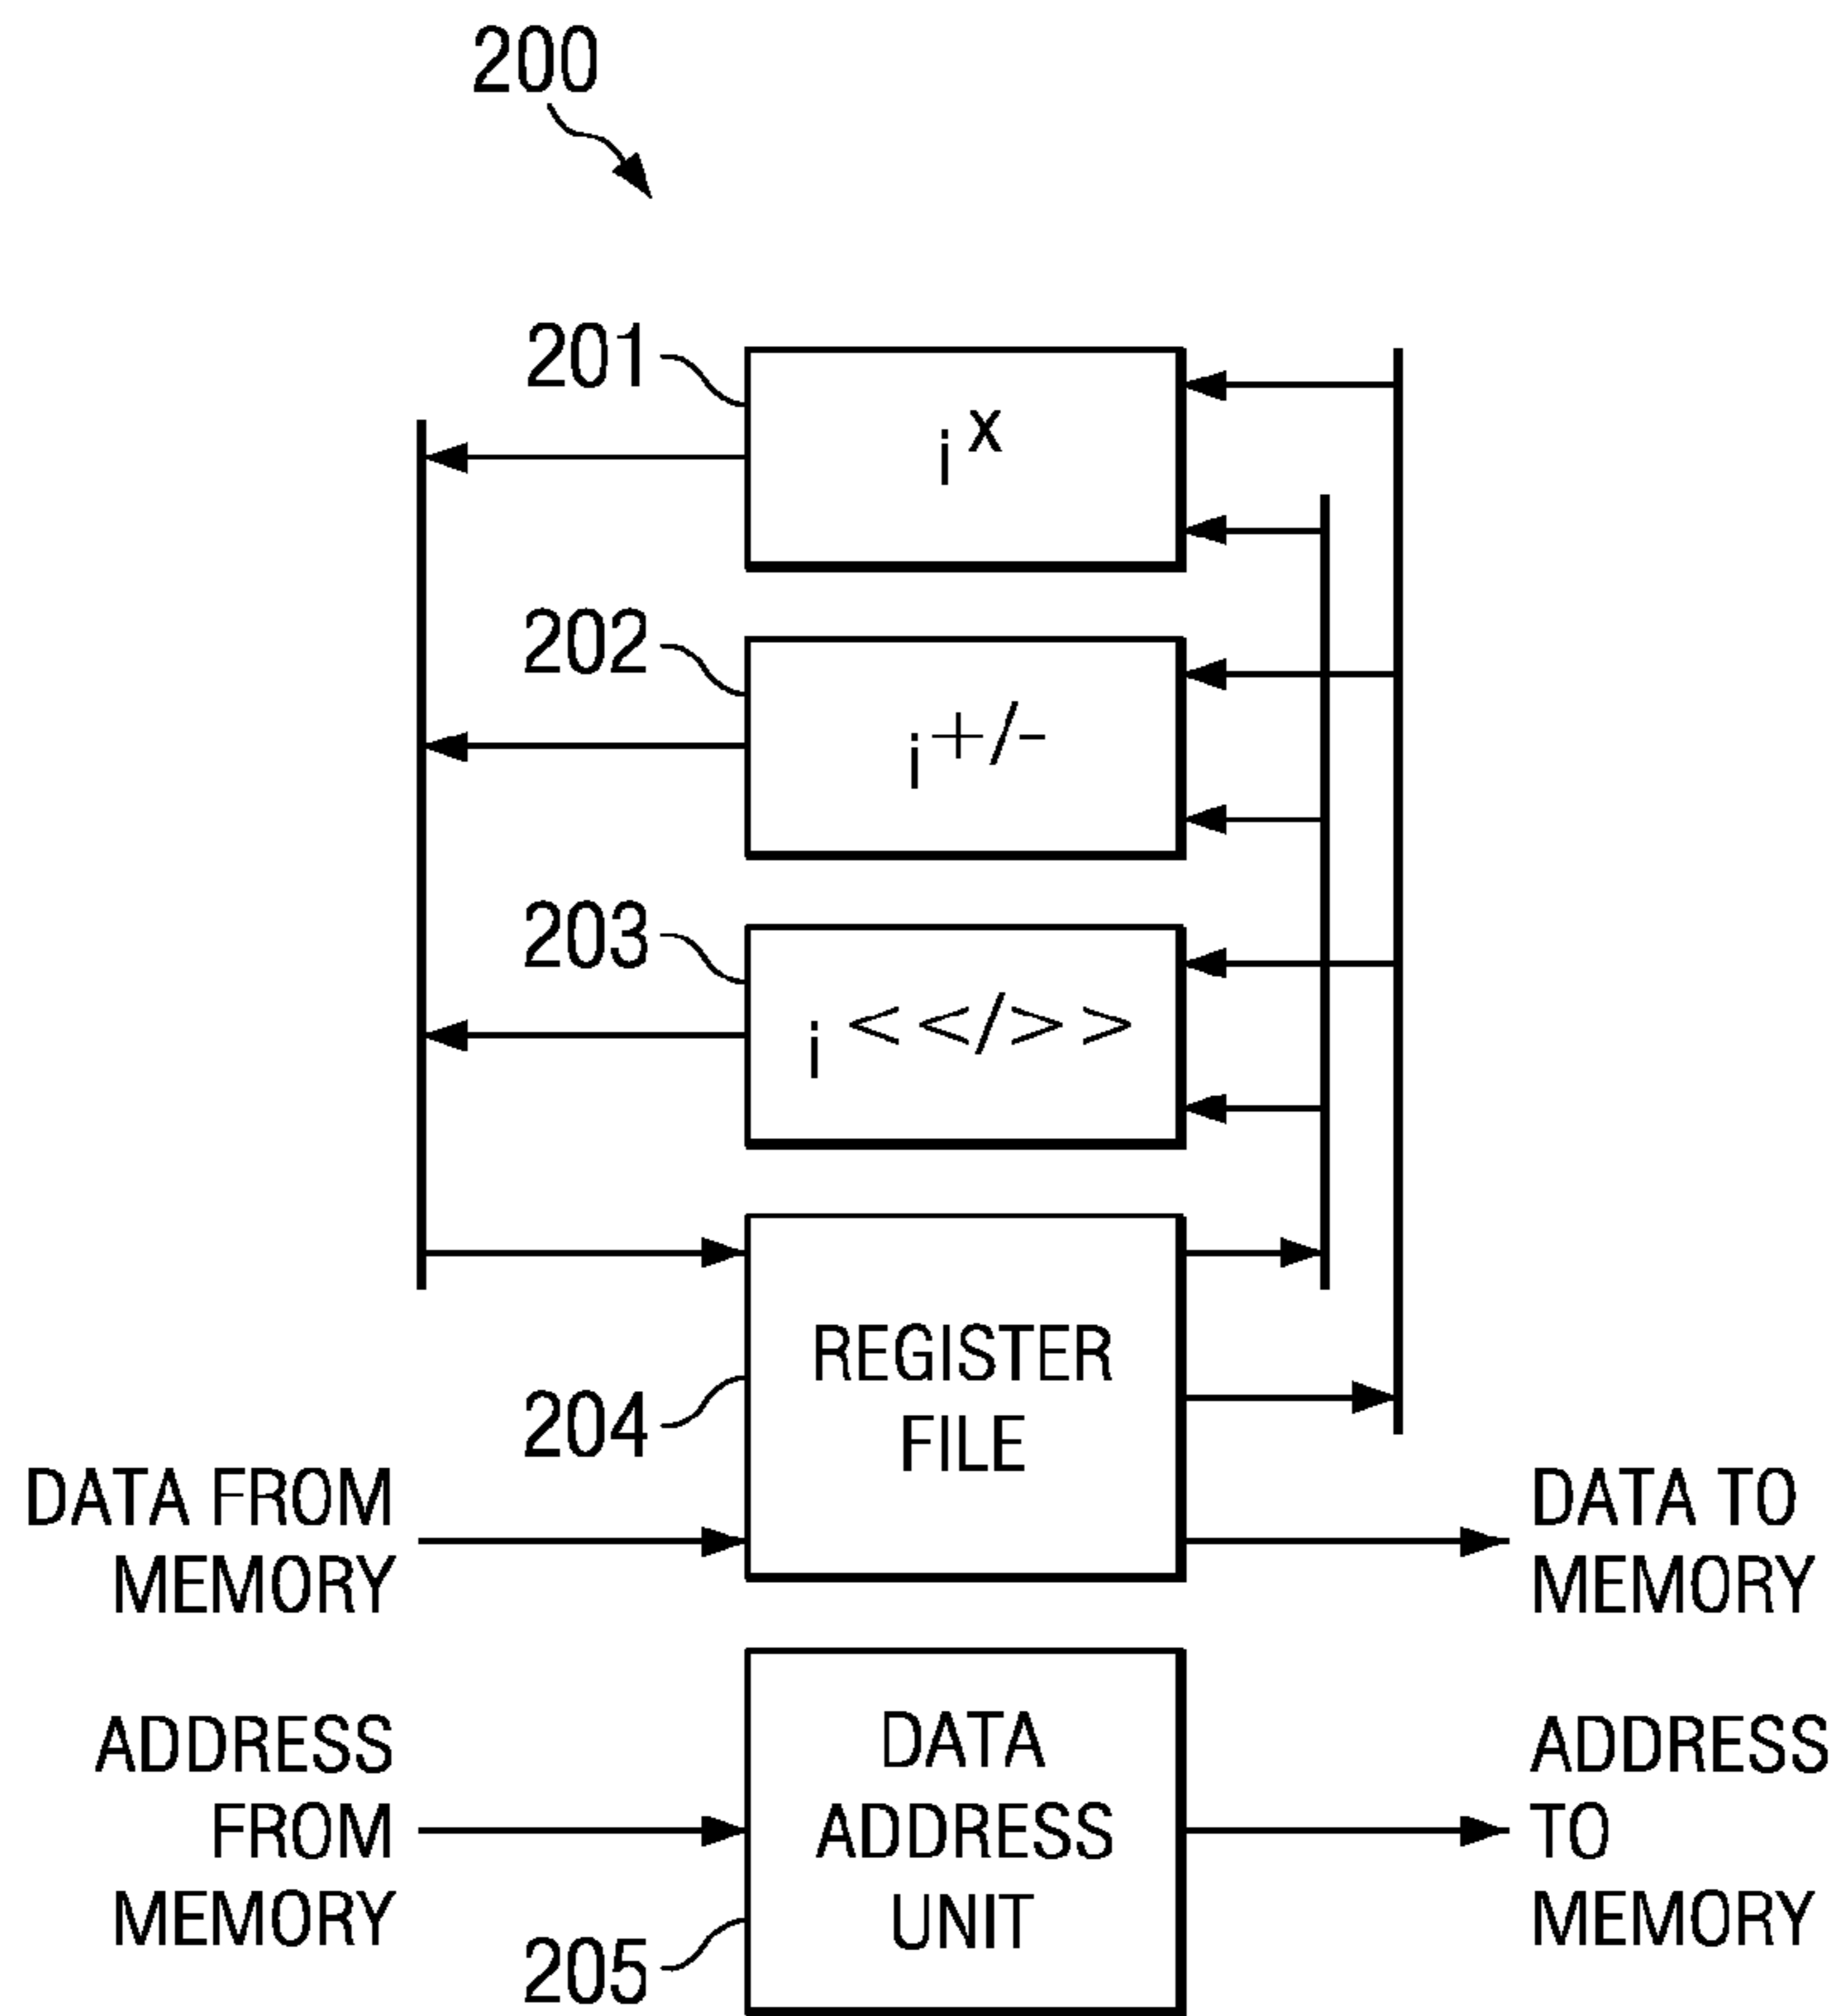 200
201
i x
202
i +/-
203
i <</>>
REGISTER
FILE
204
DATA FROM
MEMORY
DATA TO
MEMORY
ADDRESS
FROM
MEMORY
DATA
ADDRESS
UNIT
205
ADDRESS
TO
MEMORY